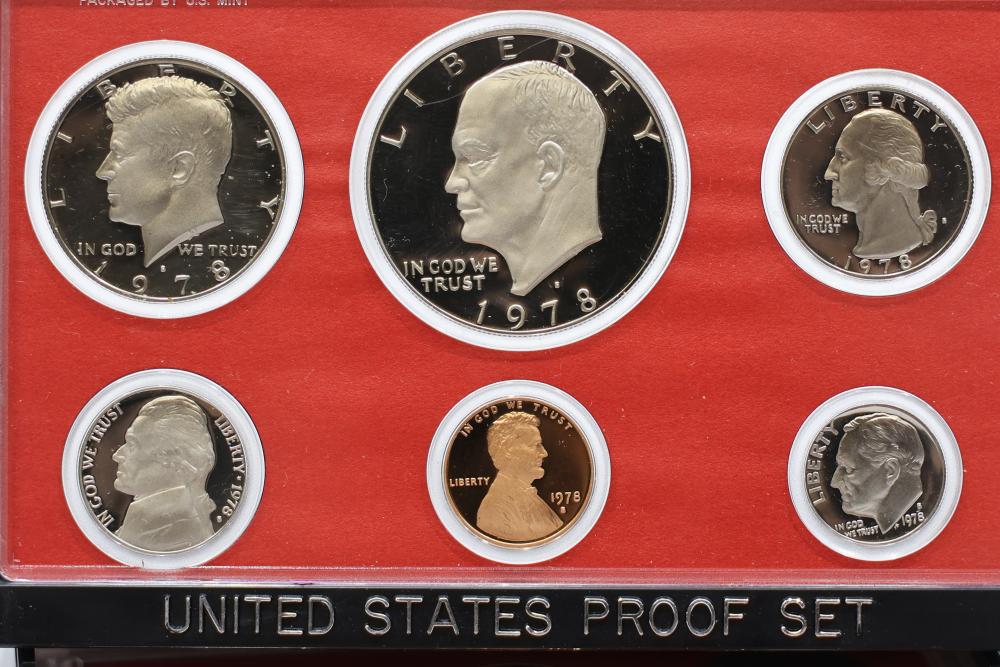 PACKAGED BY U.S. MINT
LIBERTY
IN GOD WE TRUST
S
1978
LIBERTY
IN GOD WE
TRUST
S
1978
LIBERTY
IN GOD WE
TRUST
S
1978
IN GOD WE TRUST
LIBERTY * 1978
S
IN GOD WE TRUST
LIBERTY
1978
S
LIBERTY
IN GOD
WE TRUST
S
1978
UNITED STATES PROOF SET